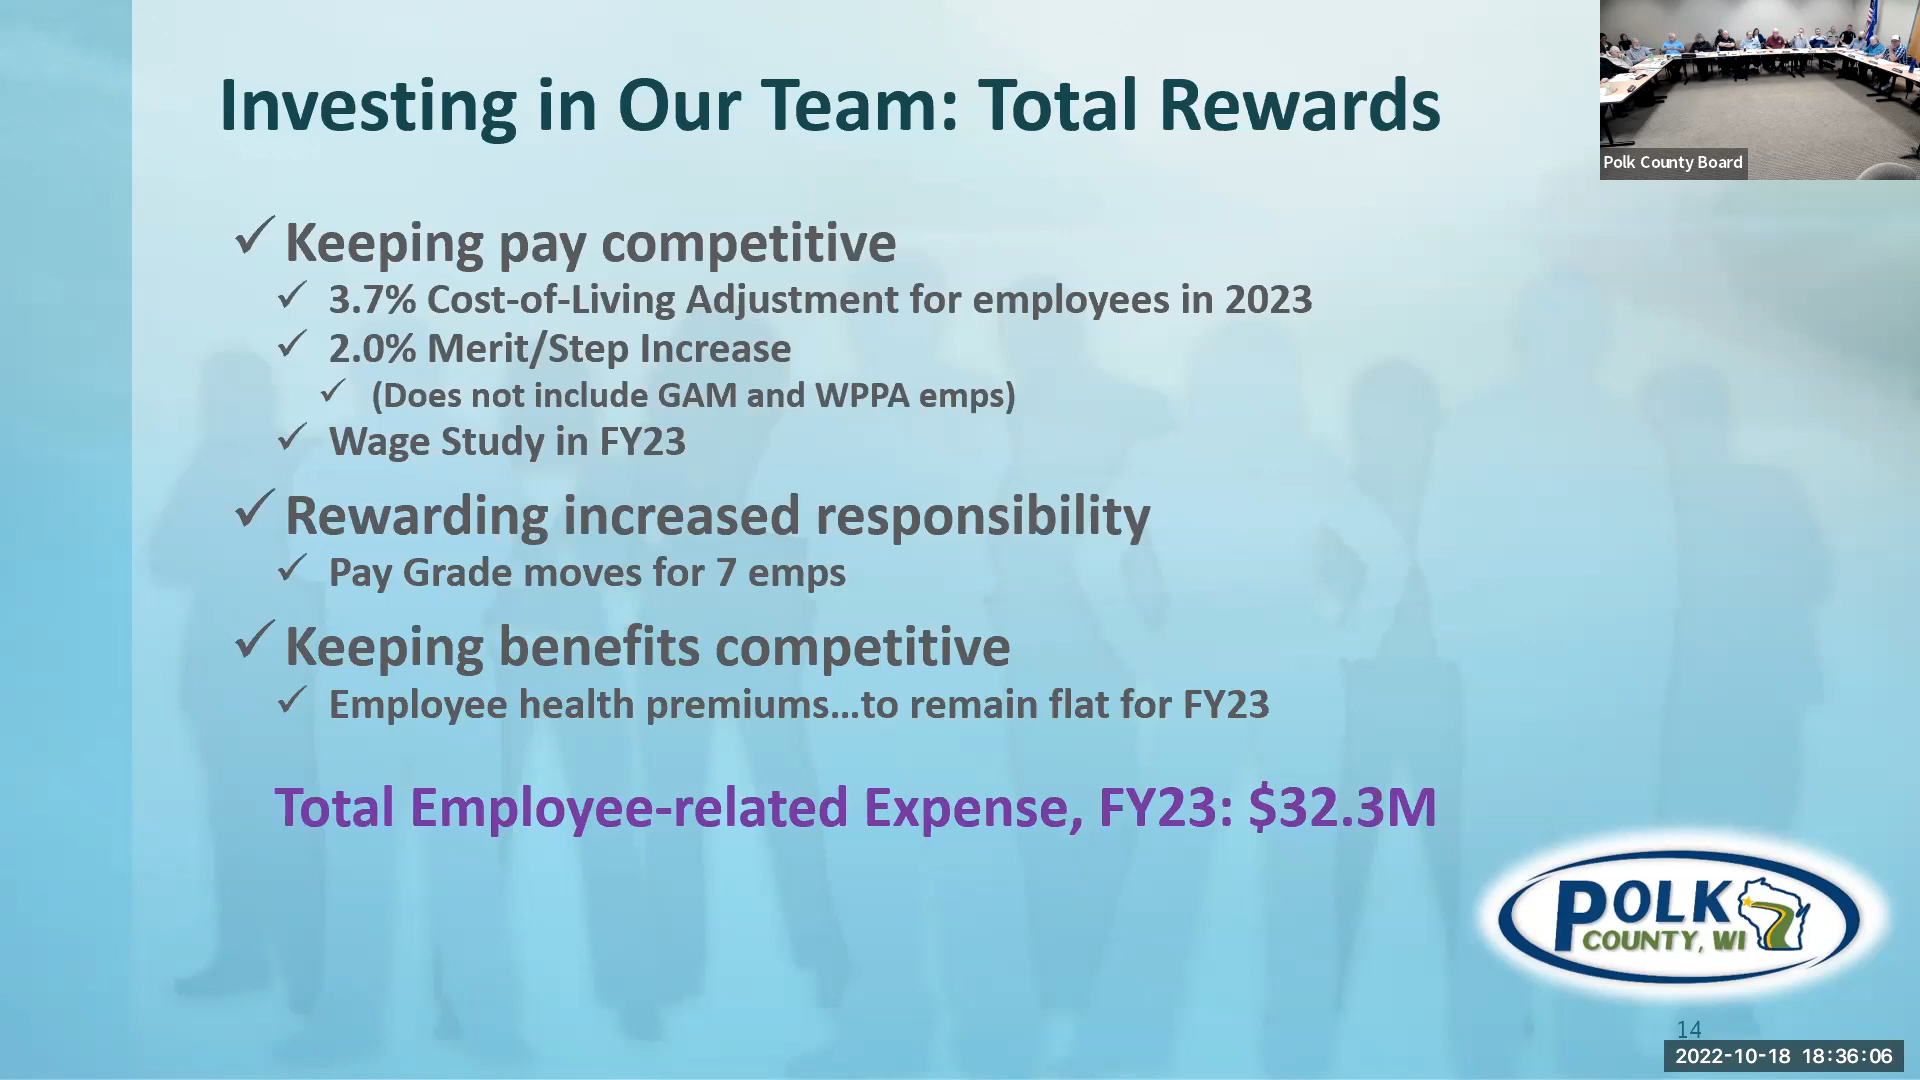 Investing in Our Team: Total Rewards
Polk County Board
✓ Keeping pay competitive
✓ 3.7% Cost-of-Living Adjustment for employees in 2023
✓ 2.0% Merit/Step Increase
✓ (Does not include GAM and WPPA emps)
✓ Wage Study in FY23
✓ Rewarding increased responsibility
✓ Pay Grade moves for 7 emps
✓ Keeping benefits competitive
✓ Employee health premiums...to remain flat for FY23
Total Employee-related Expense, FY23: $32.3M
POLK
COUNTY, WI
14
2022-10-18 18:36:06